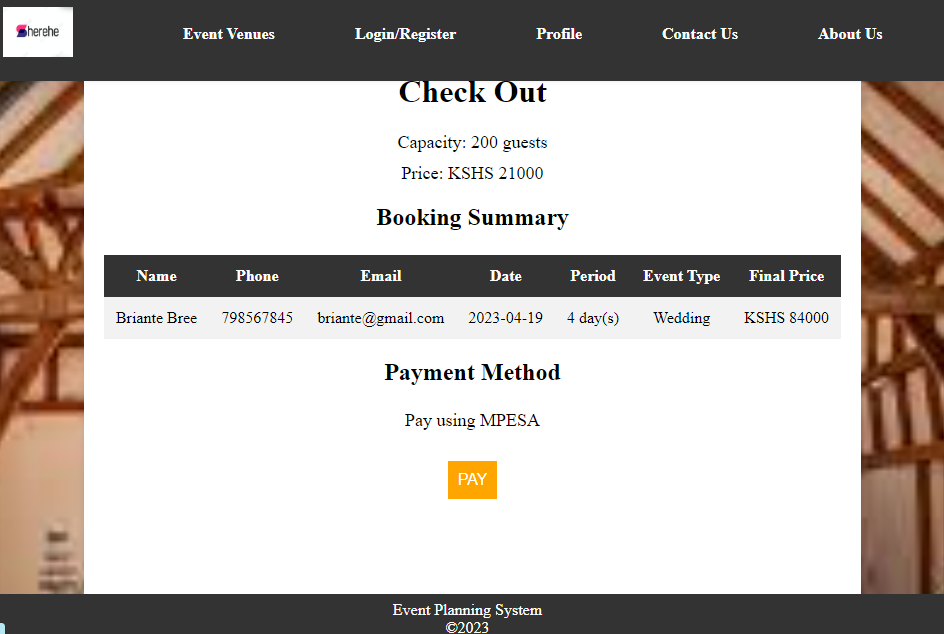 Sherehe
Event Venues Login/Register Profile Contact Us About Us
Check Out
Capacity: 200 guests
Price: KSHS 21000
Booking Summary
Name Phone Email Date Period Event Type Final Price
Briante Bree 798567845 briante@gmail.com 2023-04-19 4 day(s) Wedding KSHS 84000
Payment Method
Pay using MPESA
PAY
Event Planning System
©2023